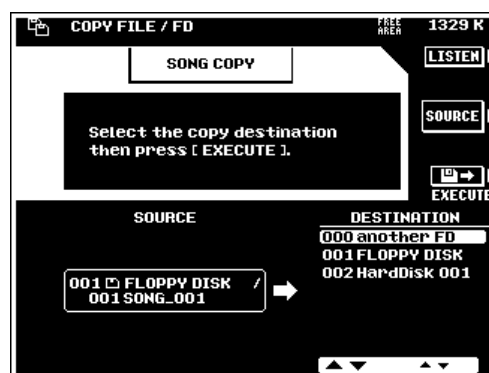 COPY FILE / FD
FREE AREA 1329 K
SONG COPY
LISTEN
Select the copy destination
then press [ EXECUTE ].
SOURCE
EXECUTE
SOURCE
DESTINATION
000 another FD
001 FLOPPY DISK
002 HardDisk 001
001 FLOPPY DISK /
001 SONG_001